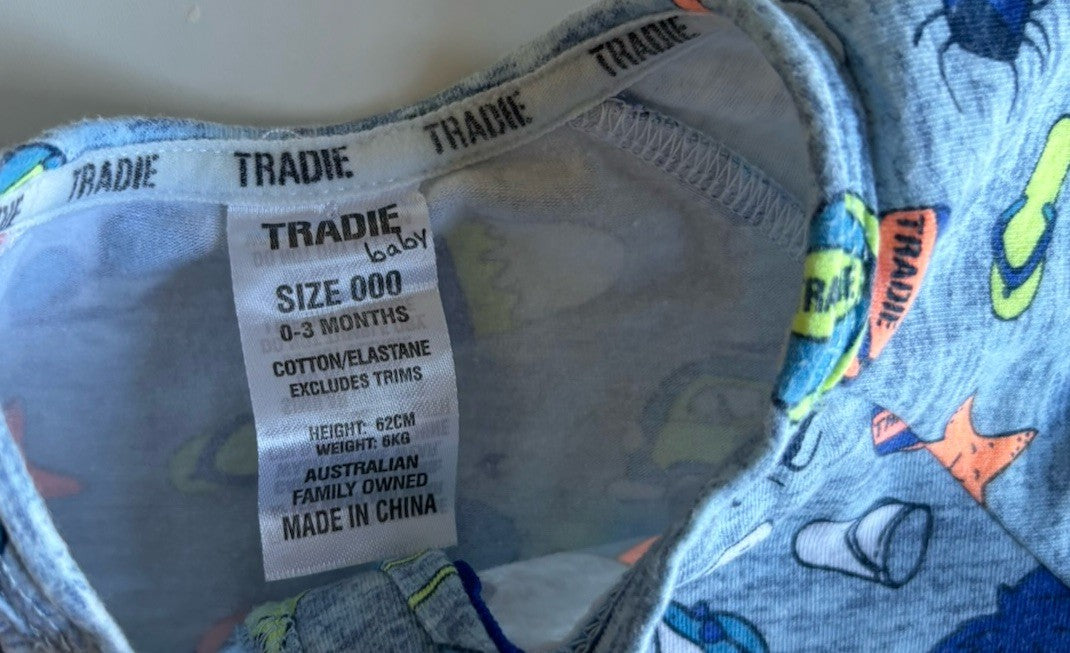 TRADIE
TRADIE
TRADIE
TRADIE
TRADIE
baby
SIZE 000
0-3 MONTHS
COTTON/ELASTANE
EXCLUDES TRIMS
HEIGHT: 62CM
WEIGHT: 6KG
AUSTRALIAN
FAMILY OWNED
MADE IN CHINA
TRADIE